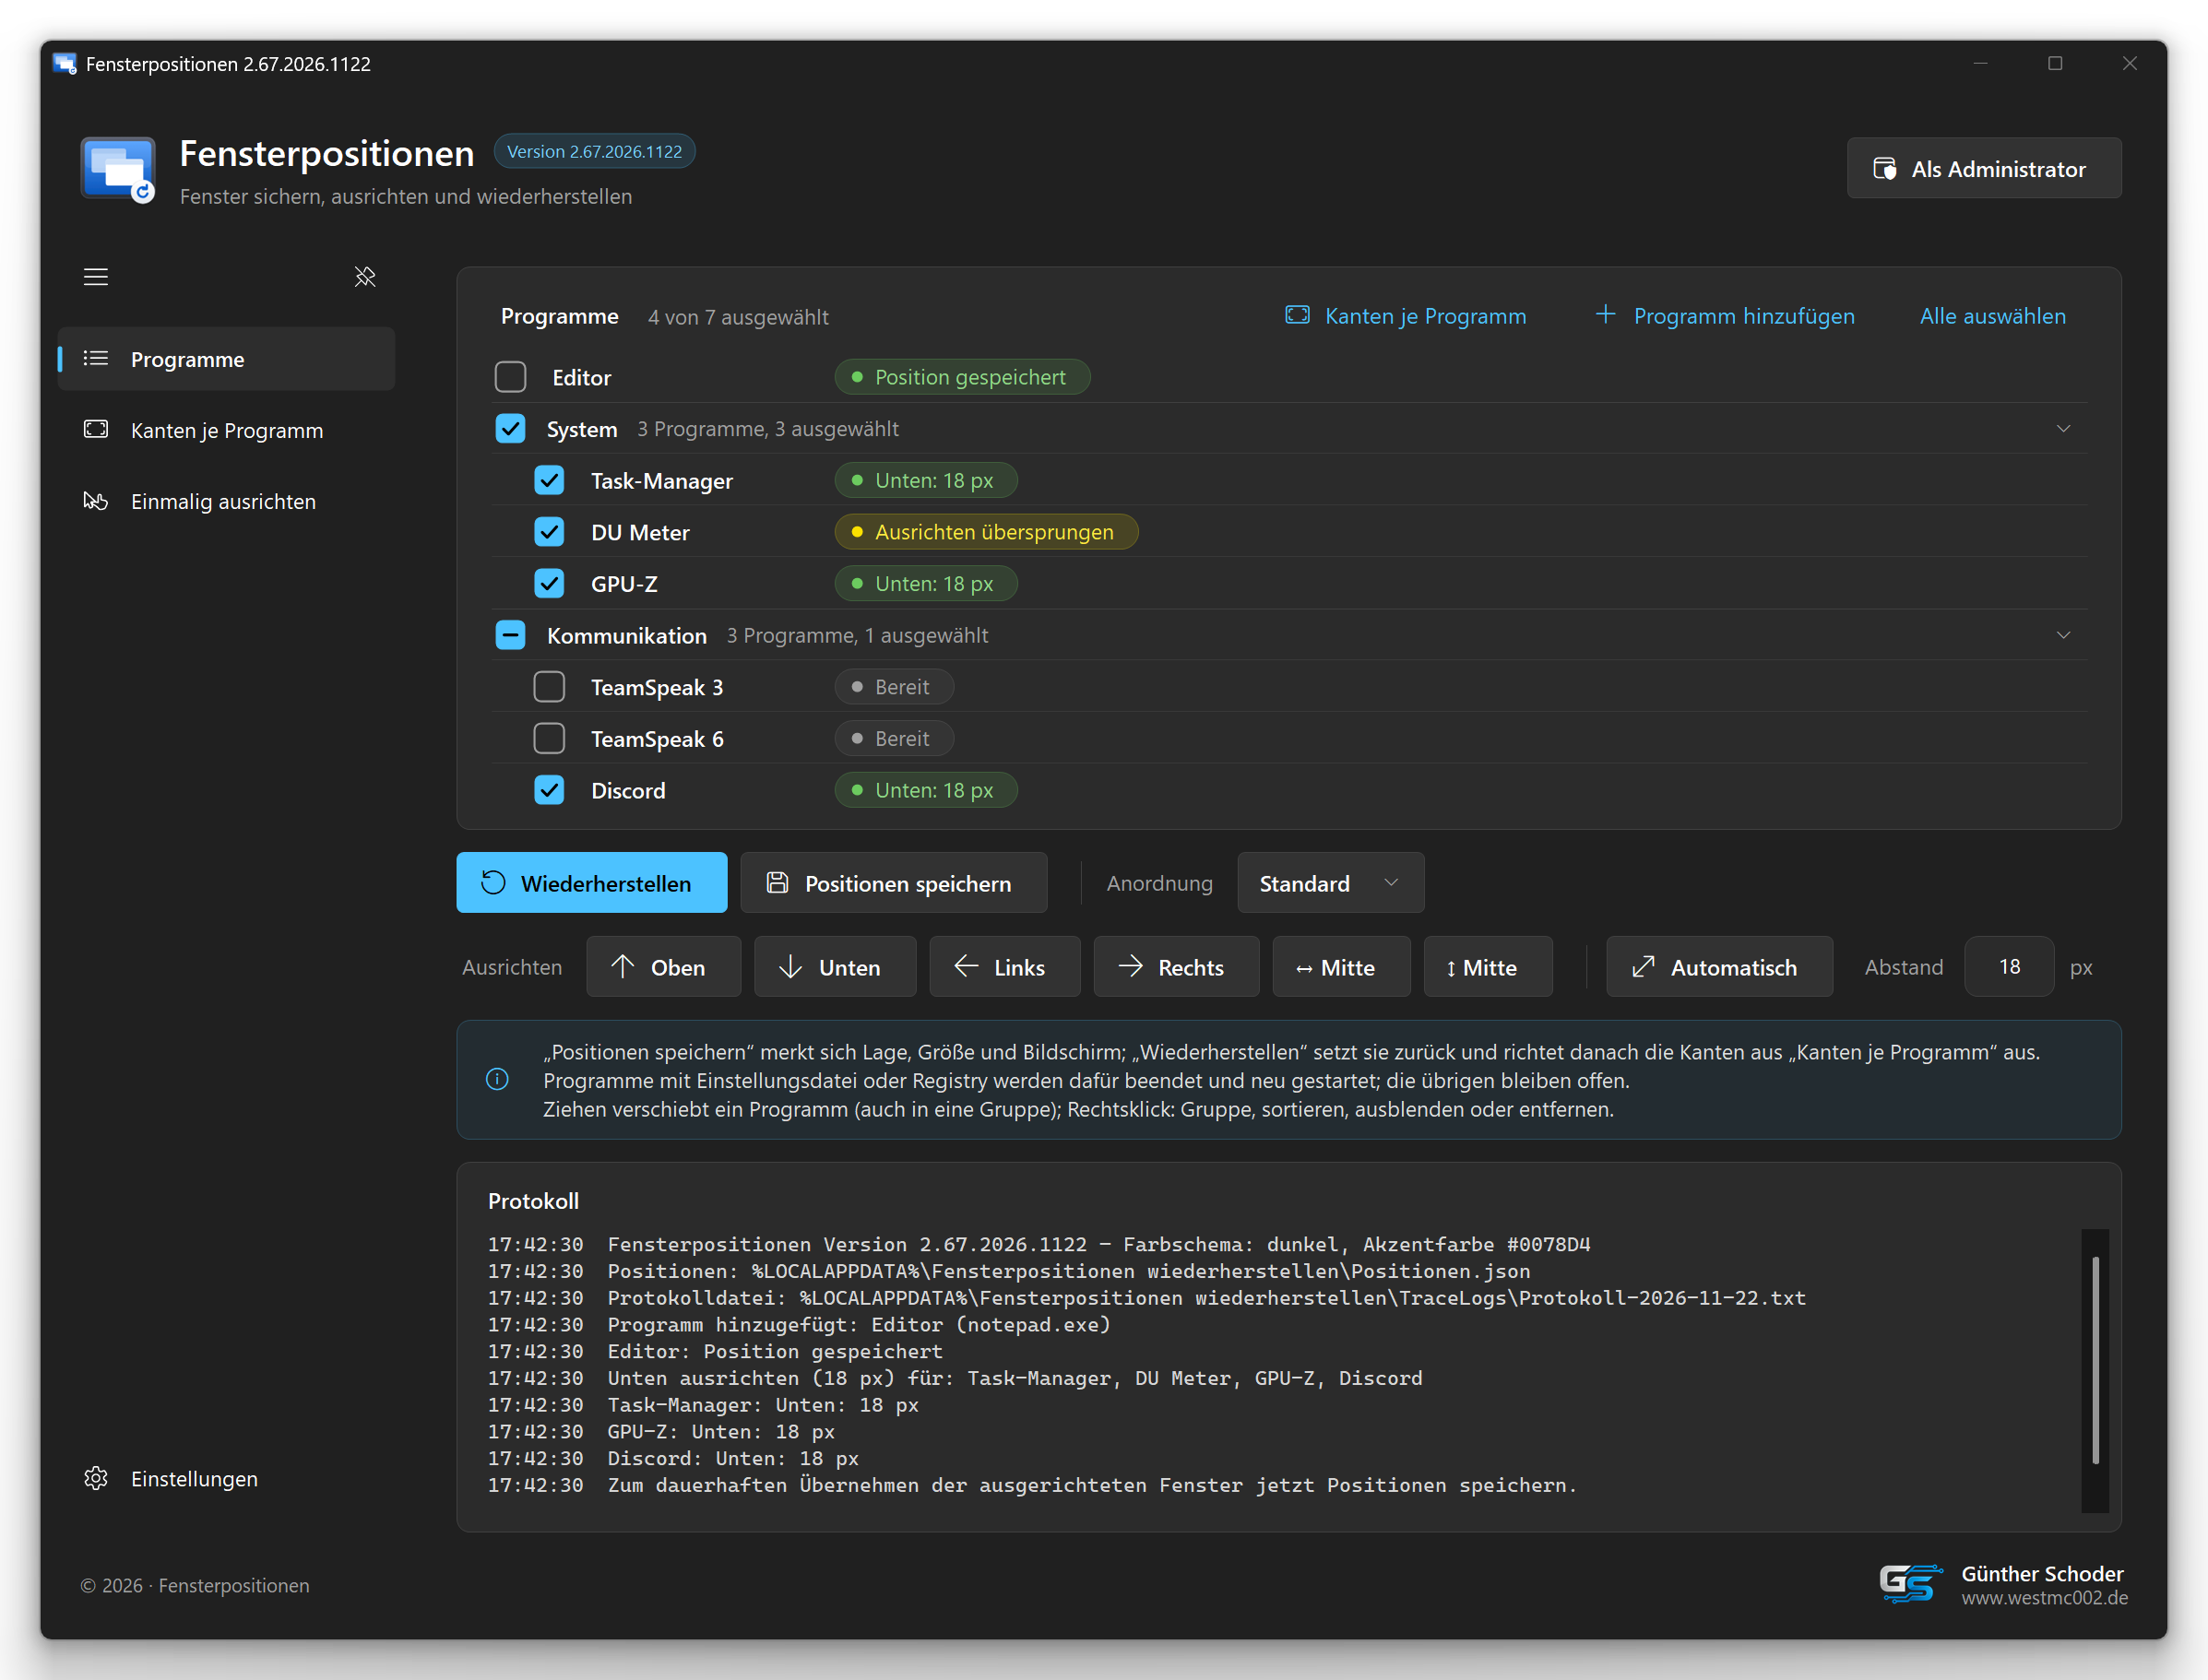 Fensterpositionen 2.67.2026.1122
Fensterpositionen
Version 2.67.2026.1122
Fenster sichern, ausrichten und wiederherstellen
Als Administrator
Programme
Kanten je Programm
Einmalig ausrichten
Programme 4 von 7 ausgewählt
Kanten je Programm
Programm hinzufügen
Alle auswählen
Editor Position gespeichert
System 3 Programme, 3 ausgewählt
Task-Manager Unten: 18 px
DU Meter Ausrichten übersprungen
GPU-Z Unten: 18 px
Kommunikation 3 Programme, 1 ausgewählt
TeamSpeak 3 Bereit
TeamSpeak 6 Bereit
Discord Unten: 18 px
Wiederherstellen
Positionen speichern
Anordnung Standard
Ausrichten Oben Unten Links Rechts ↔ Mitte ↕ Mitte Automatisch Abstand 18 px
„Positionen speichern“ merkt sich Lage, Größe und Bildschirm; „Wiederherstellen“ setzt sie zurück und richtet danach die Kanten aus „Kanten je Programm“ aus.
Programme mit Einstellungsdatei oder Registry werden dafür beendet und neu gestartet; die übrigen bleiben offen.
Ziehen verschiebt ein Programm (auch in eine Gruppe); Rechtsklick: Gruppe, sortieren, ausblenden oder entfernen.
Protokoll
17:42:30 Fensterpositionen Version 2.67.2026.1122 – Farbschema: dunkel, Akzentfarbe #0078D4
17:42:30 Positionen: %LOCALAPPDATA%\Fensterpositionen wiederherstellen\Positionen.json
17:42:30 Protokolldatei: %LOCALAPPDATA%\Fensterpositionen wiederherstellen\TraceLogs\Protokoll-2026-11-22.txt
17:42:30 Programm hinzugefügt: Editor (notepad.exe)
17:42:30 Editor: Position gespeichert
17:42:30 Unten ausrichten (18 px) für: Task-Manager, DU Meter, GPU-Z, Discord
17:42:30 Task-Manager: Unten: 18 px
17:42:30 GPU-Z: Unten: 18 px
17:42:30 Discord: Unten: 18 px
17:42:30 Zum dauerhaften Übernehmen der ausgerichteten Fenster jetzt Positionen speichern.
Einstellungen
© 2026 · Fensterpositionen
GS
Günther Schoder
www.westmc002.de